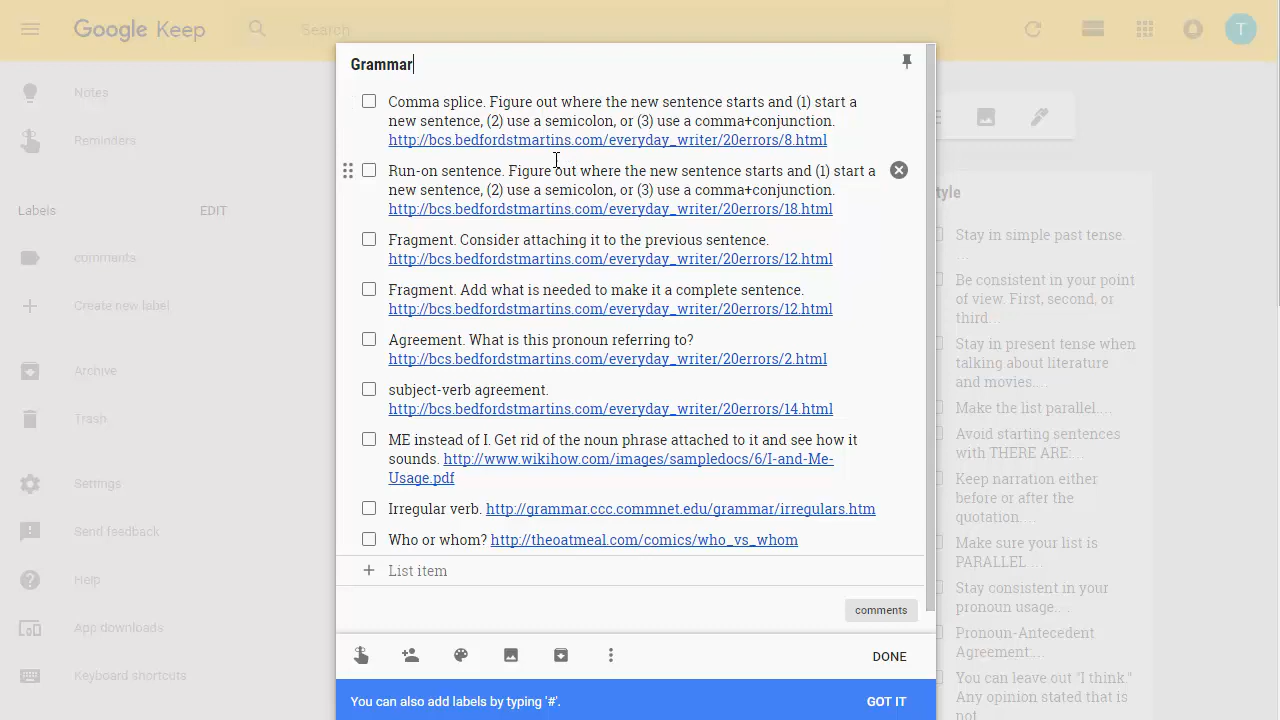 Google Keep
Search
T
Notes
Reminders
Labels
EDIT
comments
Create new label
Archive
Trash
Settings
Send feedback
Help
App downloads
Keyboard shortcuts
Grammar
Comma splice. Figure out where the new sentence starts and (1) start a
new sentence, (2) use a semicolon, or (3) use a comma+conjunction.
http://bcs.bedfordstmartins.com/everyday_writer/20errors/8.html
Run-on sentence. Figure out where the new sentence starts and (1) start a
new sentence, (2) use a semicolon, or (3) use a comma+conjunction.
http://bcs.bedfordstmartins.com/everyday_writer/20errors/18.html
Fragment. Consider attaching it to the previous sentence.
http://bcs.bedfordstmartins.com/everyday_writer/20errors/12.html
Fragment. Add what is needed to make it a complete sentence.
http://bcs.bedfordstmartins.com/everyday_writer/20errors/12.html
Agreement. What is this pronoun referring to?
http://bcs.bedfordstmartins.com/everyday_writer/20errors/2.html
subject-verb agreement.
http://bcs.bedfordstmartins.com/everyday_writer/20errors/14.html
ME instead of I. Get rid of the noun phrase attached to it and see how it
sounds. http://www.wikihow.com/images/sampledocs/6/I-and-Me-
Usage.pdf
Irregular verb. http://grammar.ccc.commnet.edu/grammar/irregulars.htm
Who or whom? http://theoatmeal.com/comics/who_vs_whom
+ List item
comments
DONE
You can also add labels by typing '#'.
GOT IT
tyle
Stay in simple past tense.
...
Be consistent in your point
of view. First, second, or
third...
Stay in present tense when
talking about literature
and movies....
Make the list parallel....
Avoid starting sentences
with THERE ARE:...
Keep narration either
before or after the
quotation....
Make sure your list is
PARALLEL ...
Stay consistent in your
pronoun usage....
Pronoun-Antecedent
Agreement:...
You can leave out "I think."
Any opinion stated that is
not